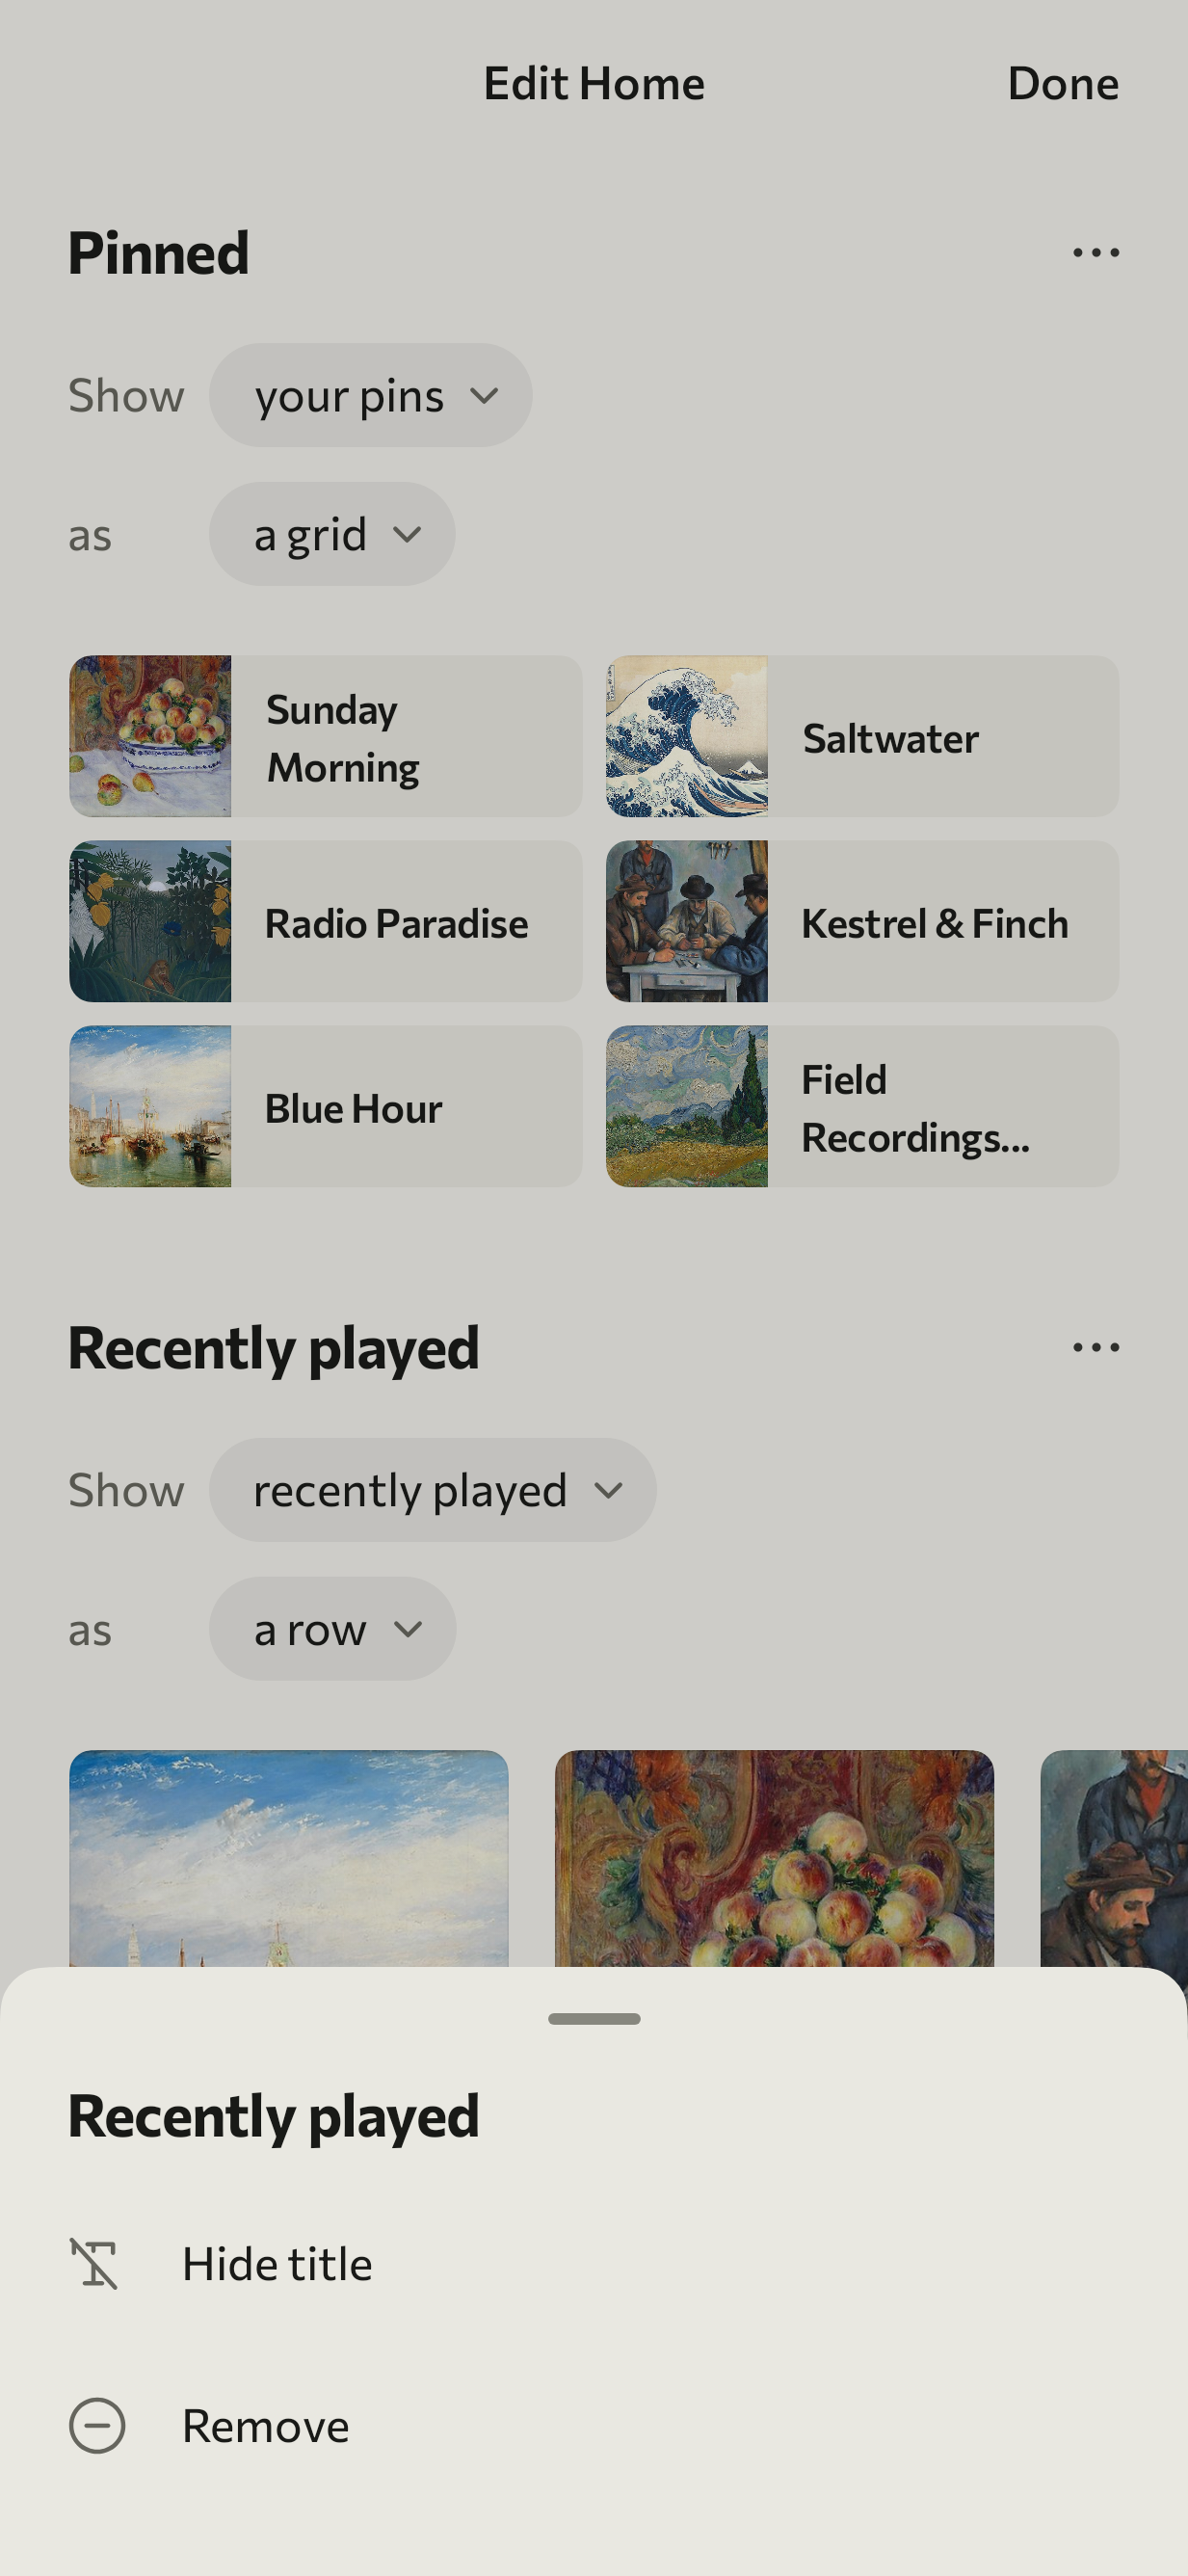 Edit Home
Done
Pinned
Show your pins
as a grid
Sunday
Morning
Saltwater
Radio Paradise
Kestrel & Finch
Blue Hour
Field
Recordings...
Recently played
Show recently played
as a row
Recently played
Hide title
Remove